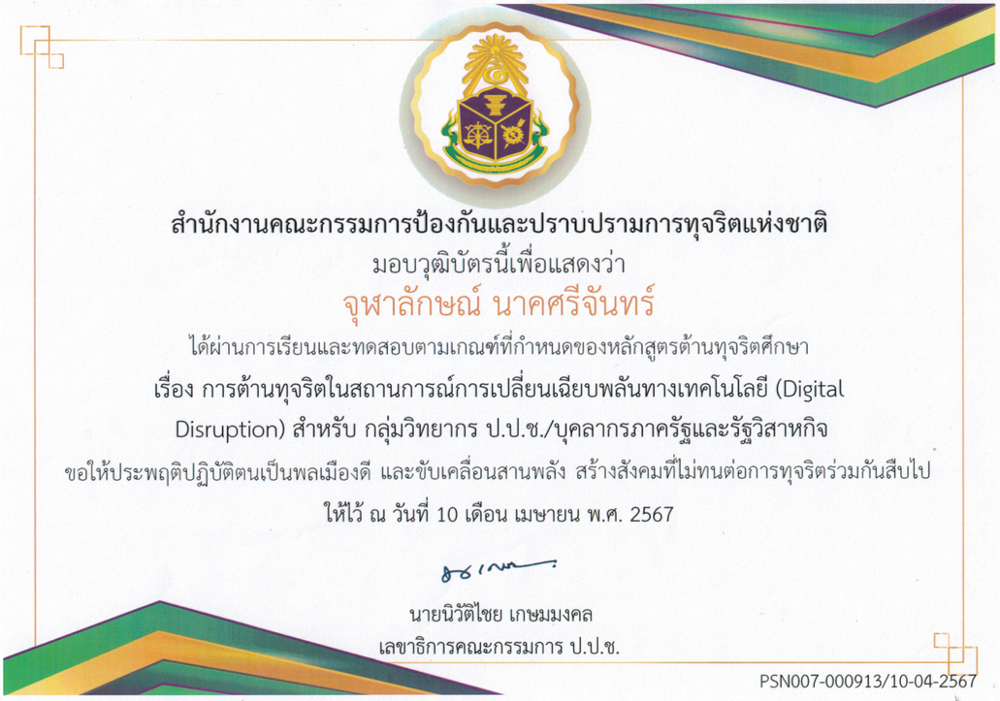 สำนักงานคณะกรรมการป้องกันและปราบปรามการทุจริตแห่งชาติ
มอบวุฒิบัตรนี้เพื่อแสดงว่า
จุฬาลักษณ์ นาคศรีจันทร์
ได้ผ่านการเรียนและทดสอบตามเกณฑ์ที่กำหนดของหลักสูตรต้านทุจริตศึกษา
เรื่อง การต้านทุจริตในสถานการณ์การเปลี่ยนเฉียบพลันทางเทคโนโลยี (Digital
Disruption) สำหรับ กลุ่มวิทยากร ป.ป.ช./บุคลากรภาครัฐและรัฐวิสาหกิจ
ขอให้ประพฤติปฏิบัติตนเป็นพลเมืองดี และขับเคลื่อนสานพลัง สร้างสังคมที่ไม่ทนต่อการทุจริตร่วมกันสืบไป
ให้ไว้ ณ วันที่ 10 เดือน เมษายน พ.ศ. 2567
นายนิวัติไชย เกษมมงคล
เลขาธิการคณะกรรมการ ป.ป.ช.
PSN007-000913/10-04-2567